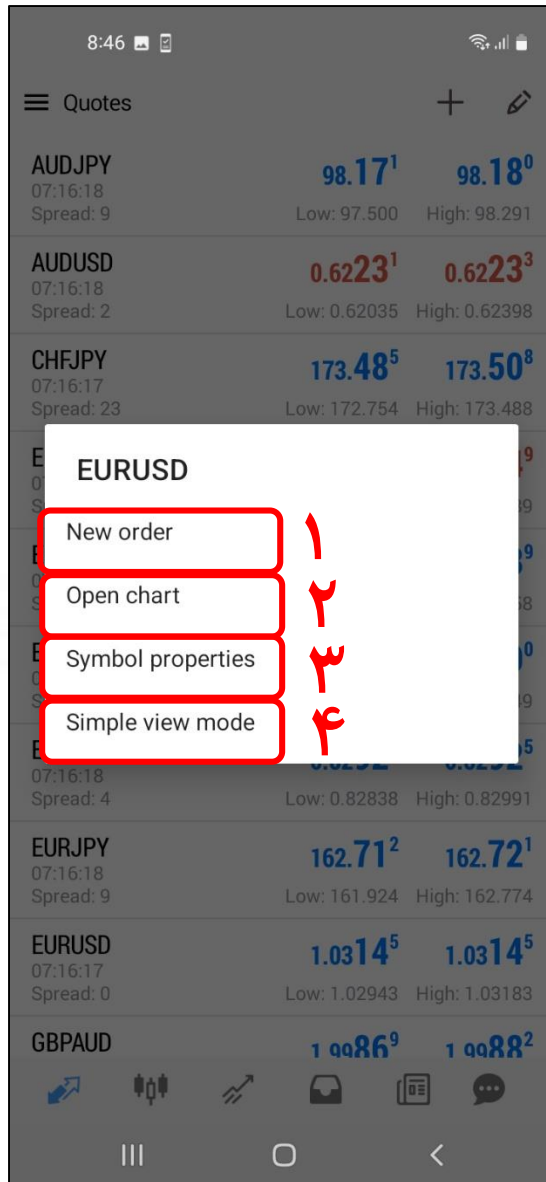 8:46
Quotes
AUDJPY 98.17¹ 98.18⁰
07:16:18
Spread: 9 Low: 97.500 High: 98.291
AUDUSD 0.6223¹ 0.6223³
07:16:18
Spread: 2 Low: 0.62035 High: 0.62398
CHFJPY 173.48⁵ 173.50⁸
07:16:17
Spread: 23 Low: 172.754 High: 173.488
EURUSD
New order ۱
Open chart ۲
Symbol properties ۳
Simple view mode ۴
07:16:18
Spread: 4 Low: 0.82838 High: 0.82991
EURJPY 162.71² 162.72¹
07:16:18
Spread: 9 Low: 161.924 High: 162.774
EURUSD 1.0314⁵ 1.0314⁵
07:16:17
Spread: 0 Low: 1.02943 High: 1.03183
GBPAUD 1.9986⁹ 1.9988²